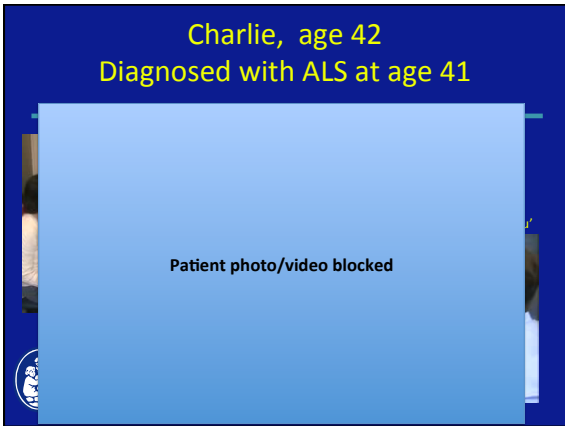 Charlie, age 42
Diagnosed with ALS at age 41
Patient photo/video blocked